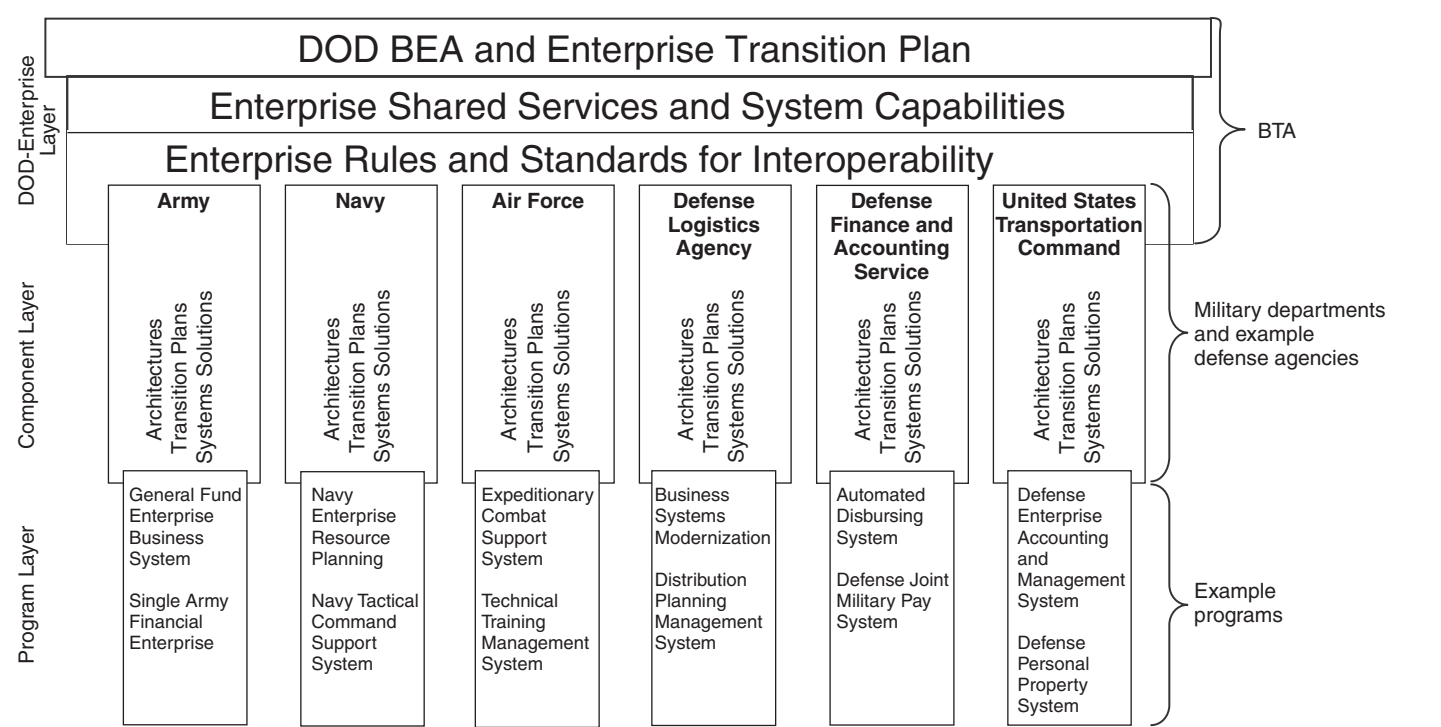 DOD-Enterprise
Layer
DOD BEA and Enterprise Transition Plan
Enterprise Shared Services and System Capabilities
Enterprise Rules and Standards for Interoperability
BTA
Component Layer
Army
Architectures
Transition Plans
Systems Solutions
Navy
Architectures
Transition Plans
Systems Solutions
Air Force
Architectures
Transition Plans
Systems Solutions
Defense
Logistics
Agency
Architectures
Transition Plans
Systems Solutions
Defense
Finance and
Accounting
Service
Architectures
Transition Plans
Systems Solutions
United States
Transportation
Command
Architectures
Transition Plans
Systems Solutions
Military departments
and example
defense agencies
Program Layer
General Fund
Enterprise
Business
System
Single Army
Financial
Enterprise
Navy
Enterprise
Resource
Planning
Navy Tactical
Command
Support
System
Expeditionary
Combat
Support
System
Technical
Training
Management
System
Business
Systems
Modernization
Distribution
Planning
Management
System
Automated
Disbursing
System
Defense Joint
Military Pay
System
Defense
Enterprise
Accounting
and
Management
System
Defense
Personal
Property
System
Example
programs